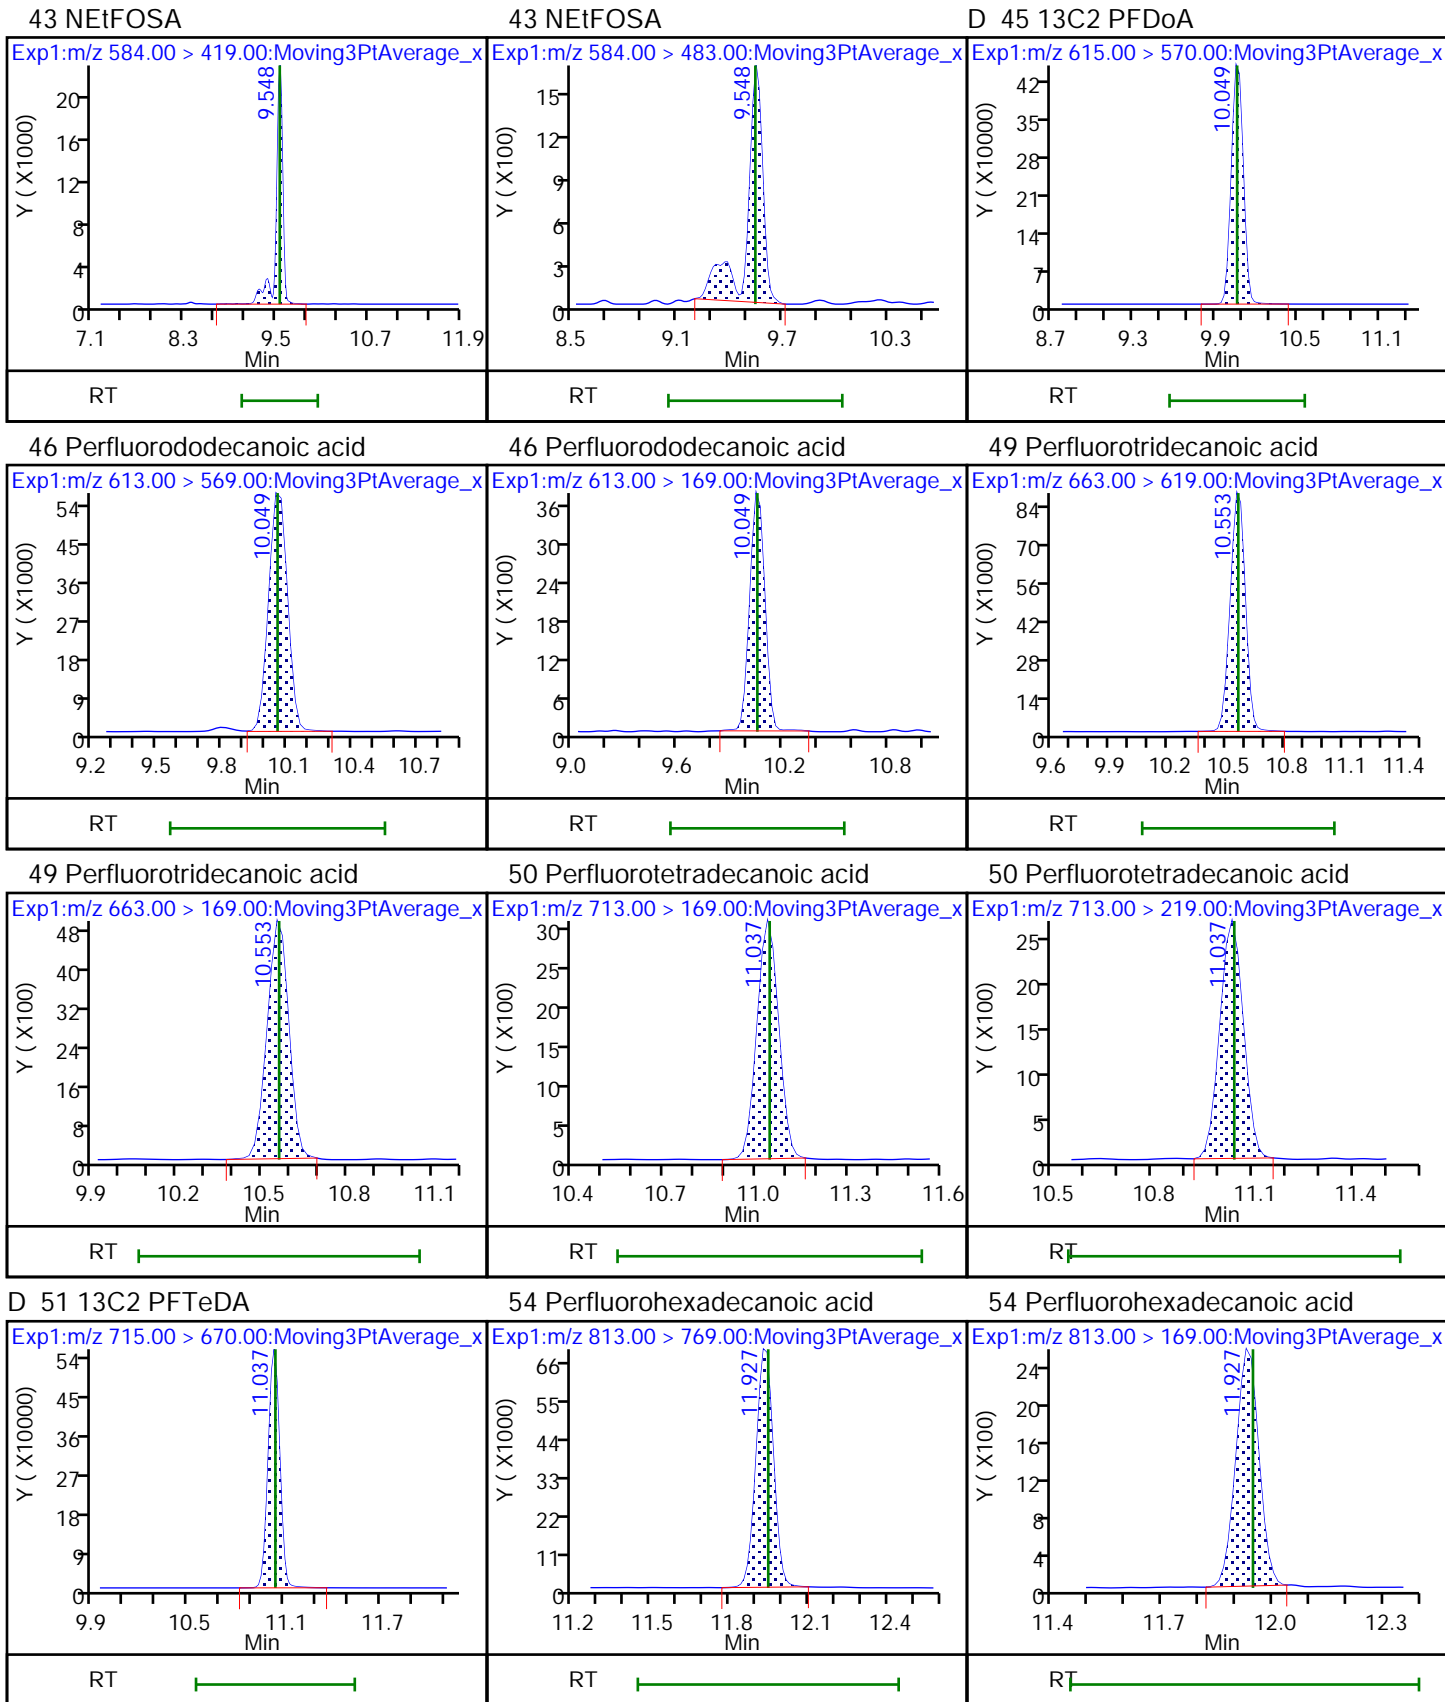 43 NEtFOSA
Exp1:m/z 584.00 > 419.00:Moving3PtAverage_x
9.548
Y ( X1000)
20
16
12
8
4
0
7.1 8.3 9.5 10.7 11.9
Min
RT
43 NEtFOSA
Exp1:m/z 584.00 > 483.00:Moving3PtAverage_x
9.548
Y ( X100)
15
12
9
6
3
0
8.5 9.1 9.7 10.3
Min
RT
D 45 13C2 PFDoA
Exp1:m/z 615.00 > 570.00:Moving3PtAverage_x
10.049
Y ( X10000)
42
35
28
21
14
7
0
8.7 9.3 9.9 10.5 11.1
Min
RT
46 Perfluorododecanoic acid
Exp1:m/z 613.00 > 569.00:Moving3PtAverage_x
10.049
Y ( X1000)
54
45
36
27
18
9
0
9.2 9.5 9.8 10.1 10.4 10.7
Min
RT
46 Perfluorododecanoic acid
Exp1:m/z 613.00 > 169.00:Moving3PtAverage_x
10.049
Y ( X100)
36
30
24
18
12
6
0
9.0 9.6 10.2 10.8
Min
RT
49 Perfluorotridecanoic acid
Exp1:m/z 663.00 > 619.00:Moving3PtAverage_x
10.553
Y ( X1000)
84
70
56
42
28
14
0
9.6 9.9 10.2 10.5 10.8 11.1 11.4
Min
RT
49 Perfluorotridecanoic acid
Exp1:m/z 663.00 > 169.00:Moving3PtAverage_x
10.553
Y ( X100)
48
40
32
24
16
8
0
9.9 10.2 10.5 10.8 11.1
Min
RT
50 Perfluorotetradecanoic acid
Exp1:m/z 713.00 > 169.00:Moving3PtAverage_x
11.037
Y ( X100)
30
25
20
15
10
5
0
10.4 10.7 11.0 11.3 11.6
Min
RT
50 Perfluorotetradecanoic acid
Exp1:m/z 713.00 > 219.00:Moving3PtAverage_x
11.037
Y ( X100)
25
20
15
10
5
0
10.5 10.8 11.1 11.4
Min
RT
D 51 13C2 PFTeDA
Exp1:m/z 715.00 > 670.00:Moving3PtAverage_x
11.037
Y ( X10000)
54
45
36
27
18
9
0
9.9 10.5 11.1 11.7
Min
RT
54 Perfluorohexadecanoic acid
Exp1:m/z 813.00 > 769.00:Moving3PtAverage_x
11.927
Y ( X1000)
66
55
44
33
22
11
0
11.2 11.5 11.8 12.1 12.4
Min
RT
54 Perfluorohexadecanoic acid
Exp1:m/z 813.00 > 169.00:Moving3PtAverage_x
11.927
Y ( X100)
24
20
16
12
8
4
0
11.4 11.7 12.0 12.3
Min
RT